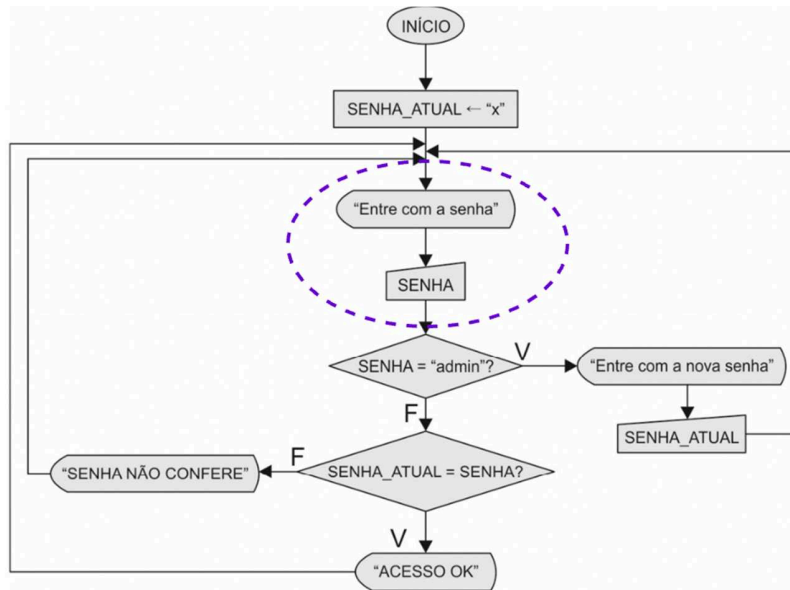 INÍCIO
SENHA_ATUAL ← “x”
“Entre com a senha”
SENHA
SENHA = “admin”?
V
“Entre com a nova senha”
SENHA_ATUAL
F
SENHA_ATUAL = SENHA?
F
“SENHA NÃO CONFERE”
V
“ACESSO OK”